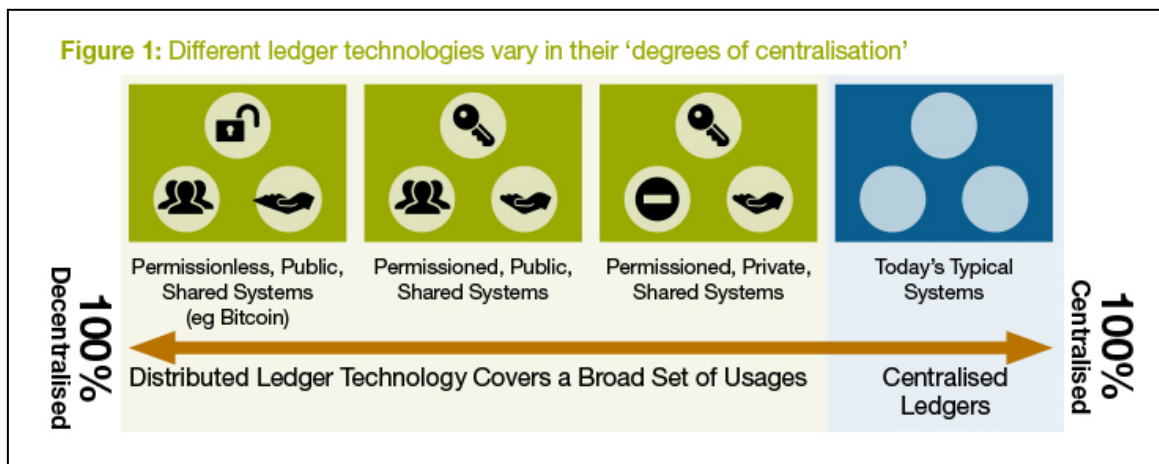 Figure 1: Different ledger technologies vary in their ‘degrees of centralisation’
Permissionless, Public,
Shared Systems
(eg Bitcoin)
Permissioned, Public,
Shared Systems
Permissioned, Private,
Shared Systems
Today’s Typical
Systems
100%
Decentralised
100%
Centralised
Distributed Ledger Technology Covers a Broad Set of Usages
Centralised
Ledgers